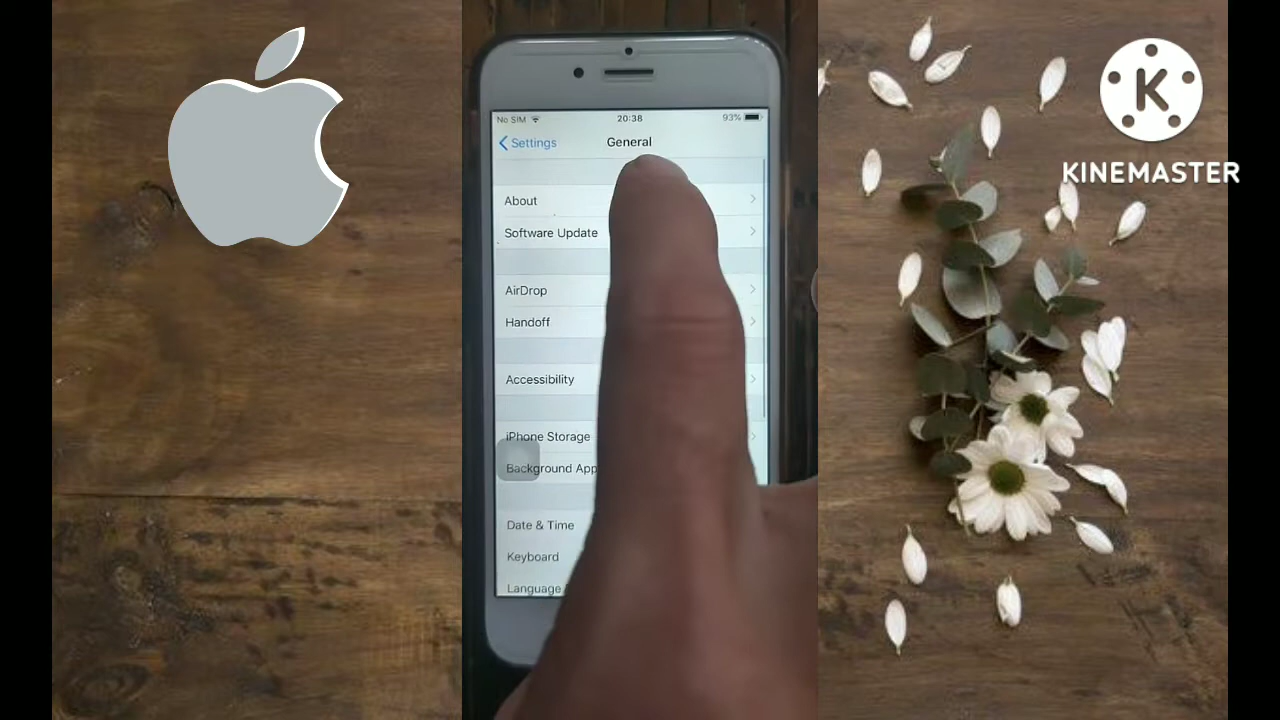 No SIM 20:38 93%
Settings General
About
Software Update
AirDrop
Handoff
Accessibility
iPhone Storage
Background App
Date & Time
Keyboard
Language
K
KINEMASTER